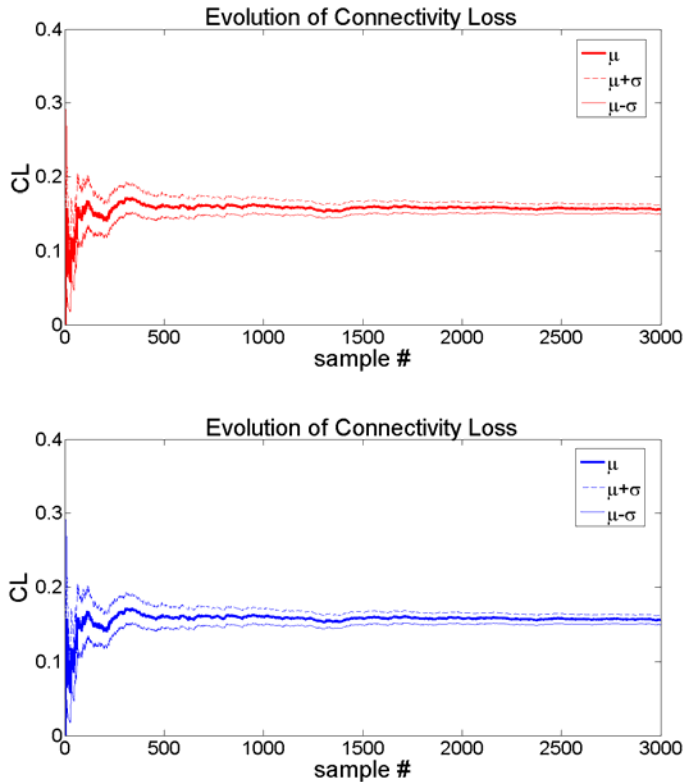 Evolution of Connectivity Loss
0.4
0.3
0.2
0.1
0
CL
μ
μ+σ
μ-σ
0 500 1000 1500 2000 2500 3000
sample #
Evolution of Connectivity Loss
0.4
0.3
0.2
0.1
0
CL
μ
μ+σ
μ-σ
0 500 1000 1500 2000 2500 3000
sample #